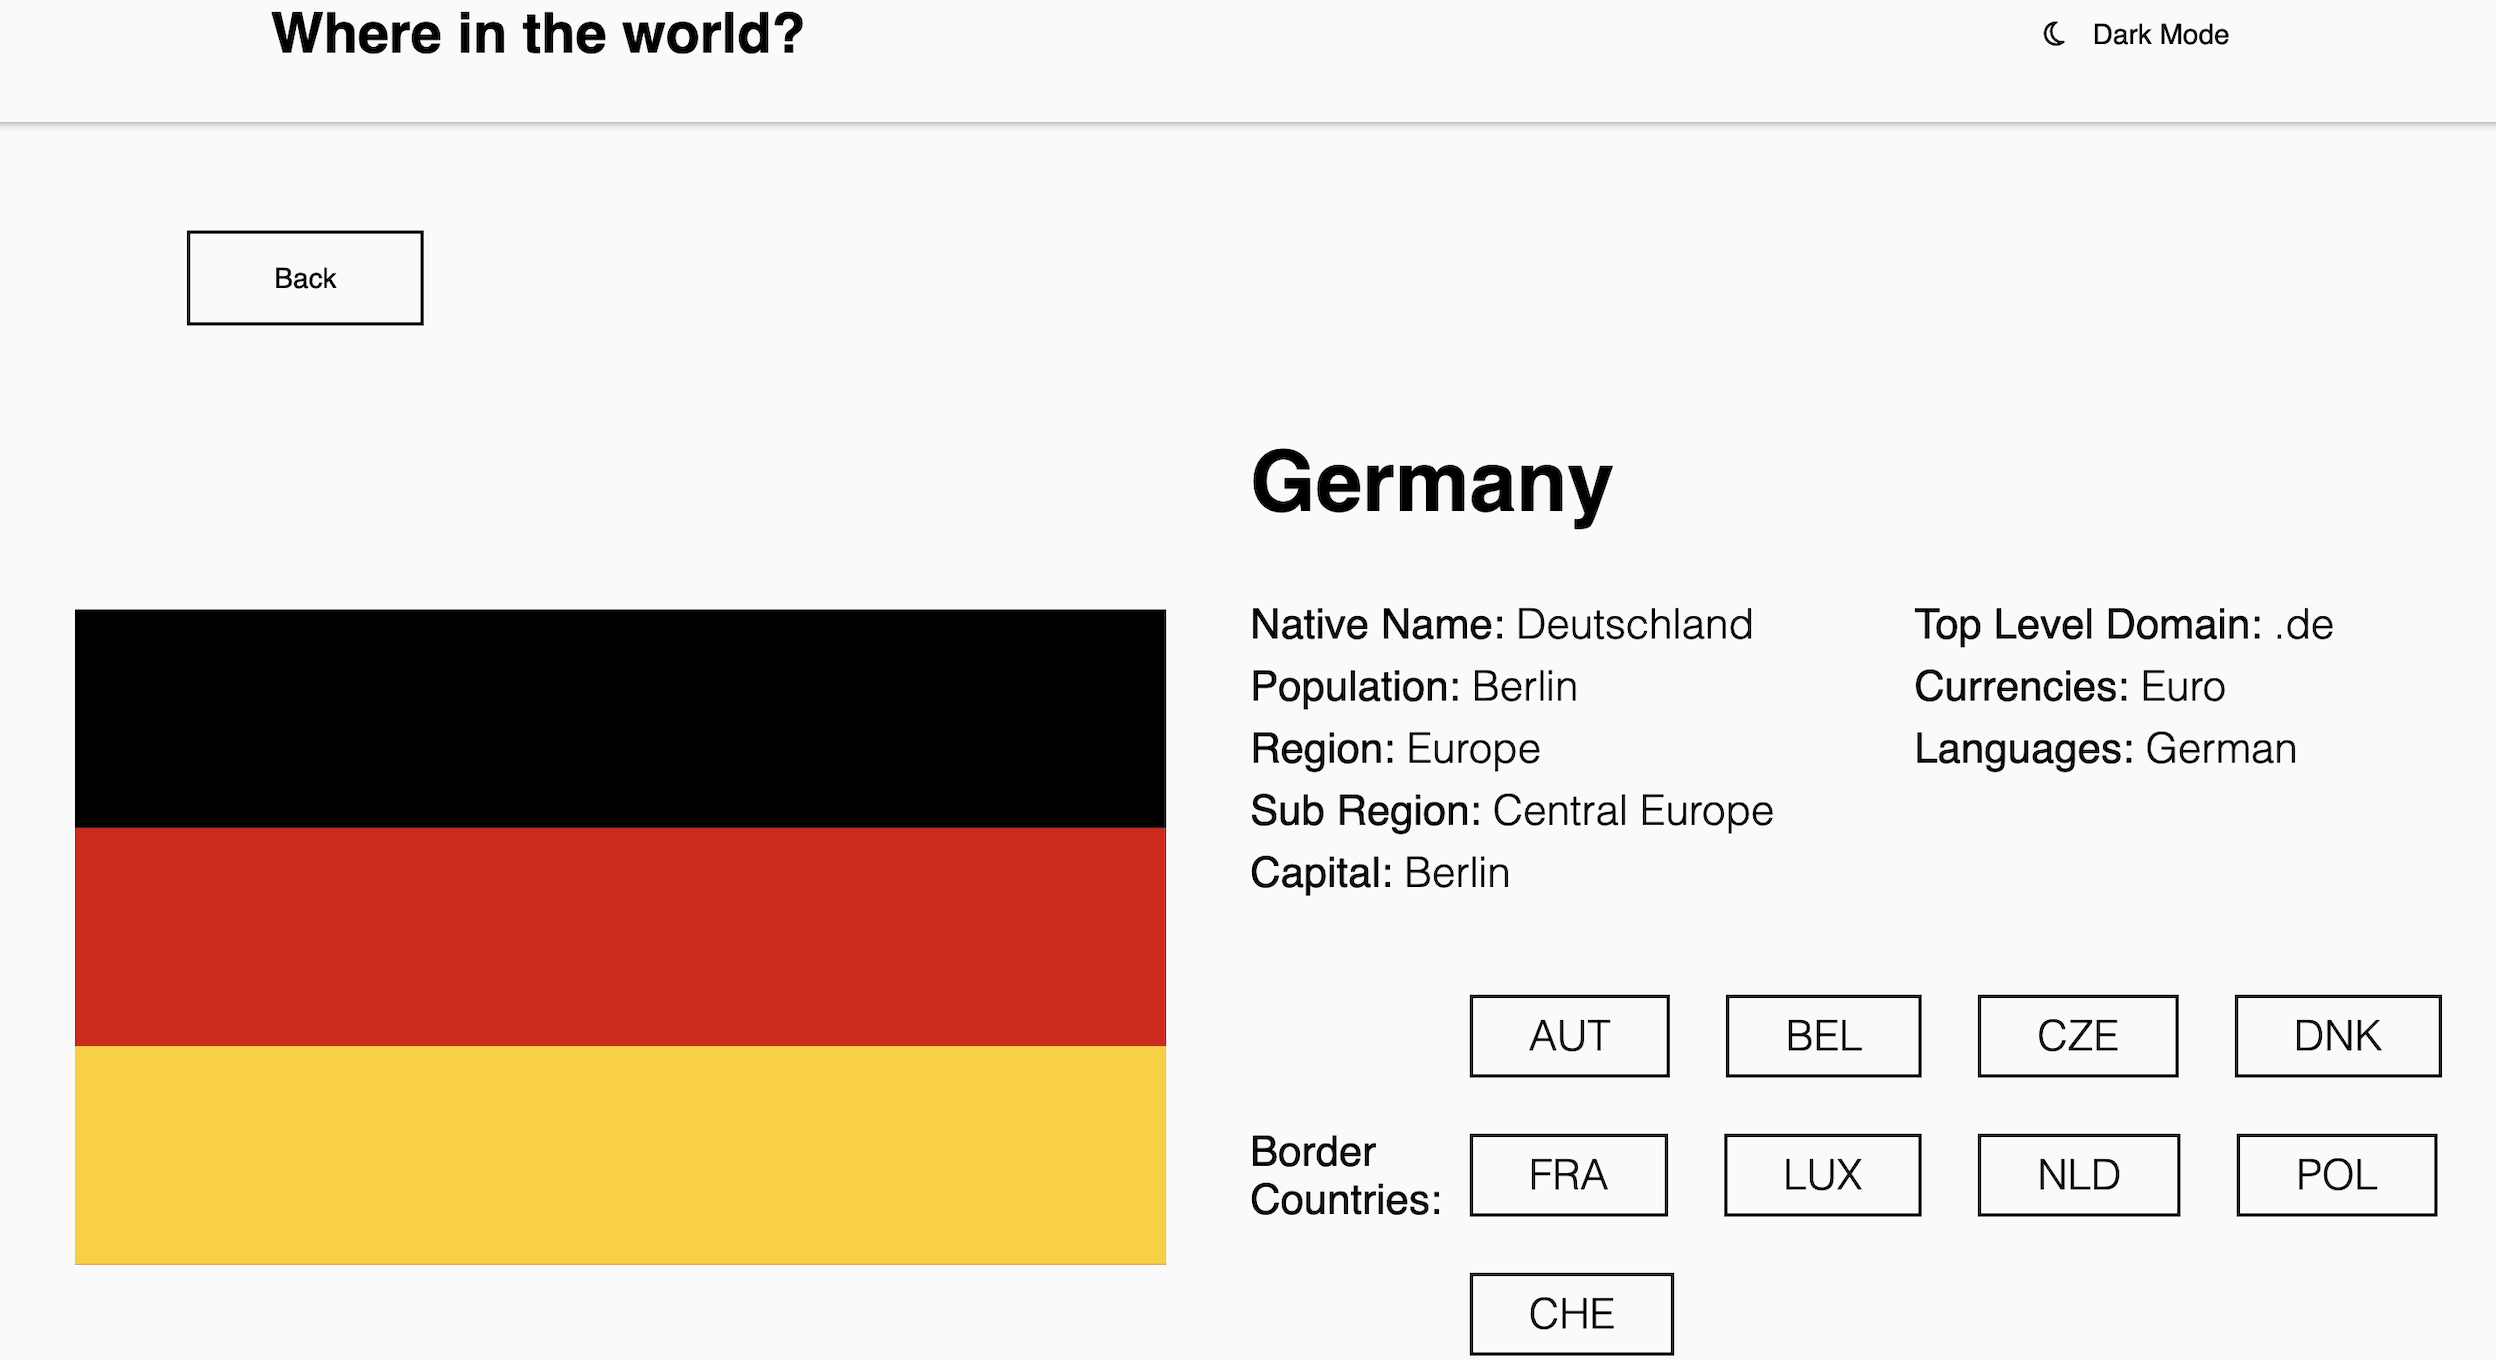 Where in the world?
Dark Mode
Back
Germany
Native Name: Deutschland
Population: Berlin
Region: Europe
Sub Region: Central Europe
Capital: Berlin
Top Level Domain: .de
Currencies: Euro
Languages: German
Border
Countries:
AUT BEL CZE DNK
FRA LUX NLD POL
CHE